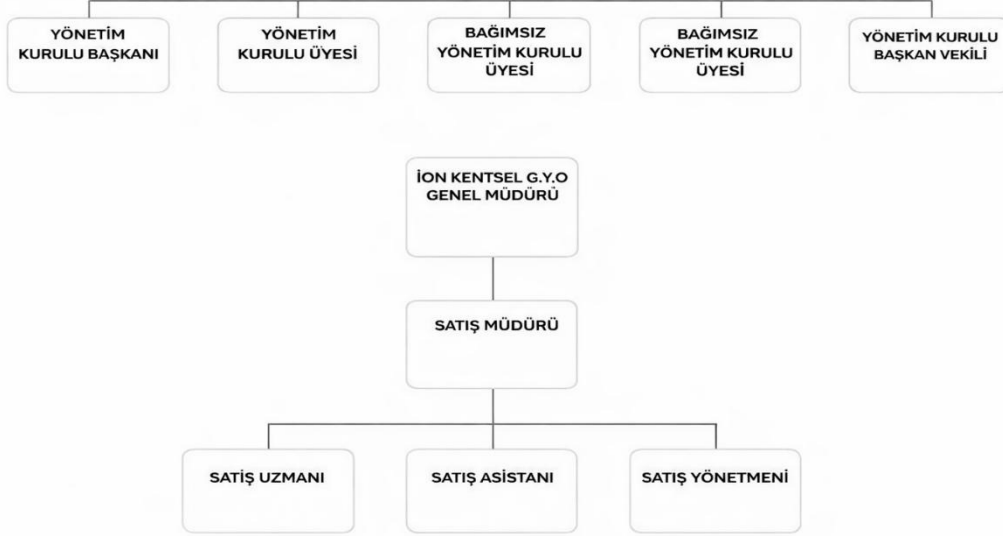 YÖNETİM
KURULU BAŞKANI
YÖNETİM
KURULU ÜYESİ
BAĞIMSIZ
YÖNETİM KURULU
ÜYESİ
BAĞIMSIZ
YÖNETİM KURULU
ÜYESİ
YÖNETİM KURULU
BAŞKAN VEKİLİ
İON KENTSEL G.Y.O
GENEL MÜDÜRÜ
SATIŞ MÜDÜRÜ
SATİŞ UZMANI
SATIŞ ASİSTANI
SATIŞ YÖNETMENİ